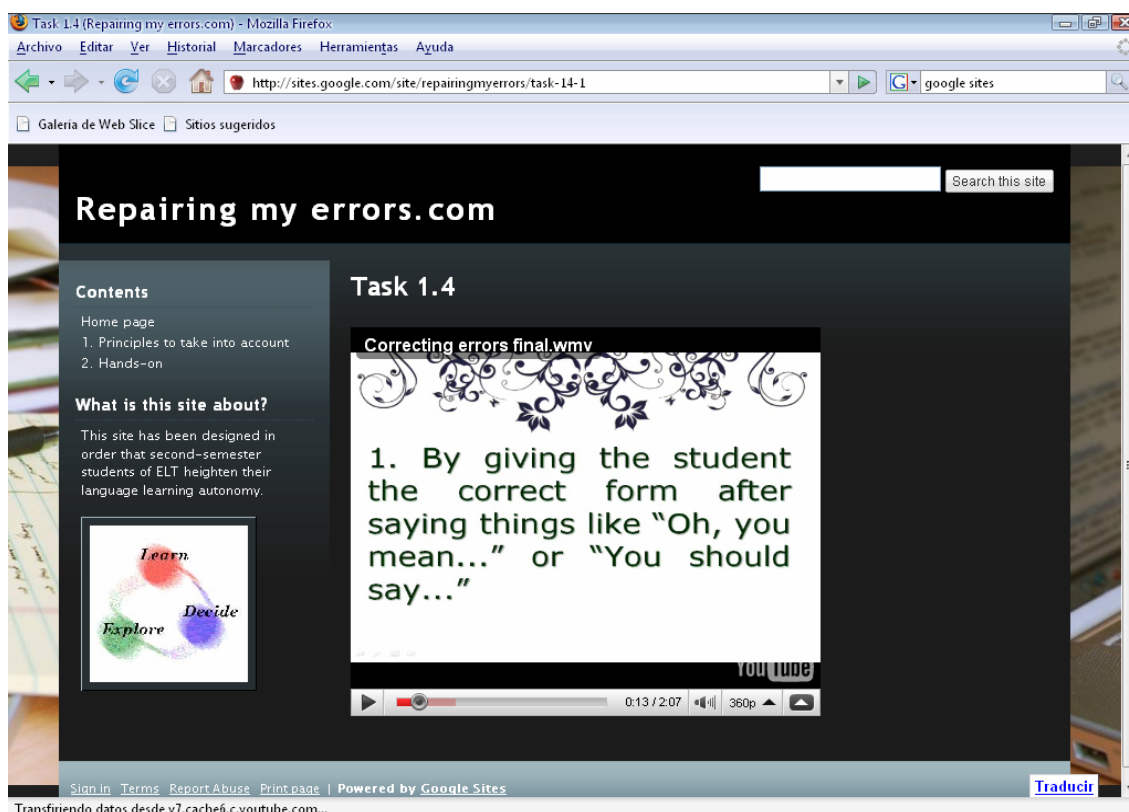 Task 1.4 (Repairing my errors.com) - Mozilla Firefox
Archivo Editar Ver Historial Marcadores Herramientas Ayuda
http://sites.google.com/site/repairingmyerrors/task-14-1
G google sites
Galería de Web Slice Sitios sugeridos
Search this site
Repairing my errors.com
Contents
Home page
1. Principles to take into account
2. Hands-on
What is this site about?
This site has been designed in
order that second-semester
students of ELT heighten their
language learning autonomy.
Learn
Decide
Explore
Task 1.4
Correcting errors final.wmv
1. By giving the student
the correct form after
saying things like “Oh, you
mean...” or “You should
say...”
YouTube
0:13 / 2:07 360p
Sign in Terms Report Abuse Print page | Powered by Google Sites
Traducir
Transfiriendo datos desde v7.cache6.c.youtube.com...